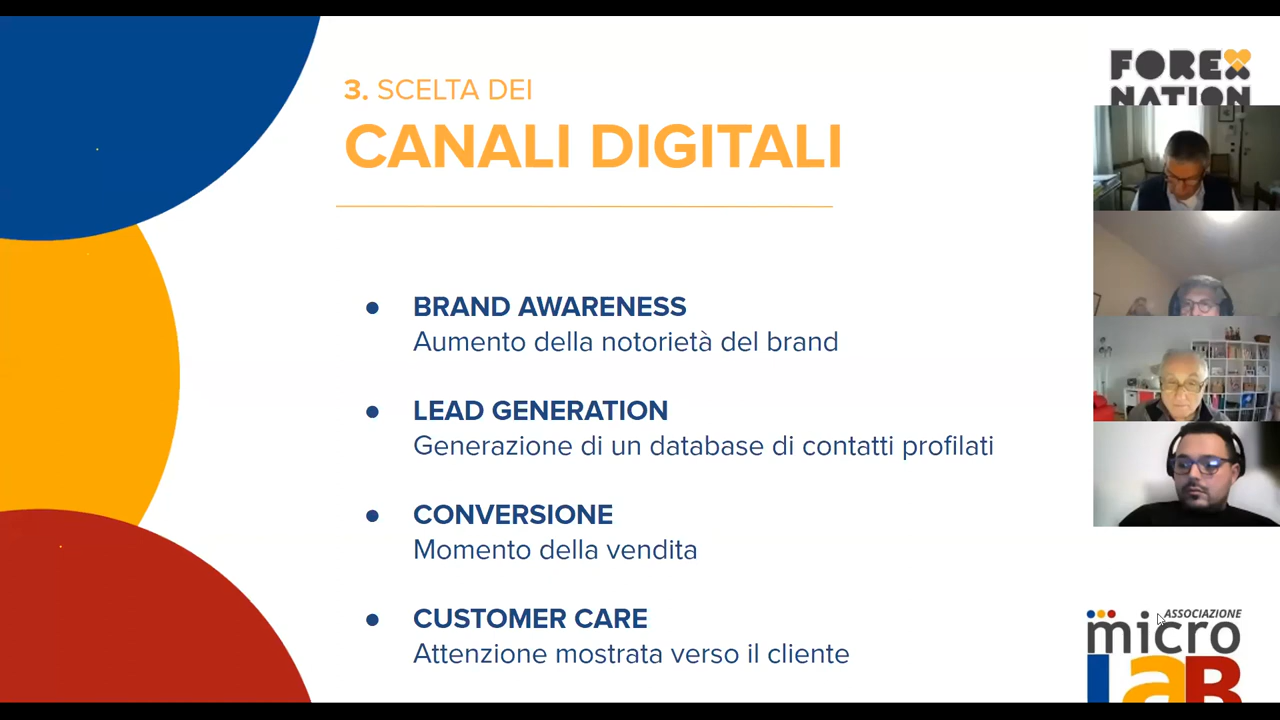 3. SCELTA DEI
CANALI DIGITALI
● BRAND AWARENESS
Aumento della notorietà del brand
● LEAD GENERATION
Generazione di un database di contatti profilati
● CONVERSIONE
Momento della vendita
● CUSTOMER CARE
Attenzione mostrata verso il cliente
FOREX
NATION
ASSOCIAZIONE
micro
LAB